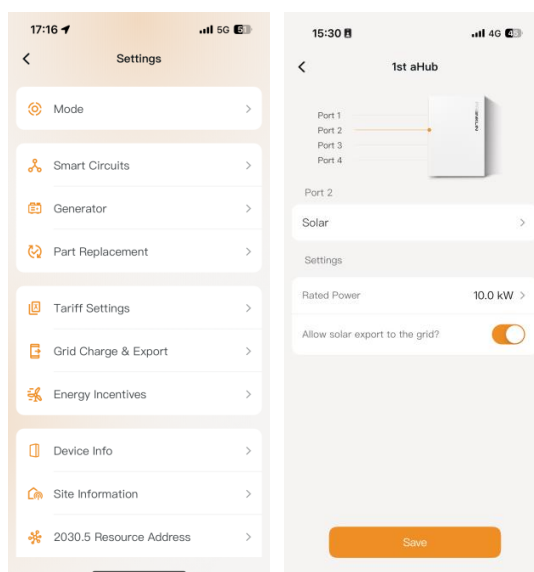 17:16
5G 5
Settings
Mode
Smart Circuits
Generator
Part Replacement
Tariff Settings
Grid Charge & Export
Energy Incentives
Device Info
Site Information
2030.5 Resource Address
15:30
4G
1st aHub
Port 1
Port 2
Port 3
Port 4
Port 2
Solar
Settings
Rated Power 10.0 kW
Allow solar export to the grid?
Save